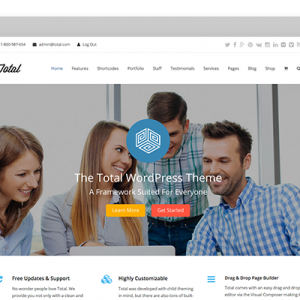 1-800-987-654 admin@total.com Log Out
Total
Home Features Shortcodes Portfolio Staff Testimonials Services Pages Blog Shop
The Total WordPress Theme
A Framework Suited For Everyone
Learn More Get Started
Free Updates & Support
No wonder people love Total. We
provide you not only with a clean and
Highly Customizable
Total was developed with child theming
in mind, but there are also tons of built-
Drag & Drop Page Builder
Total comes with an easy drag and drop
editor via the Visual Composer making